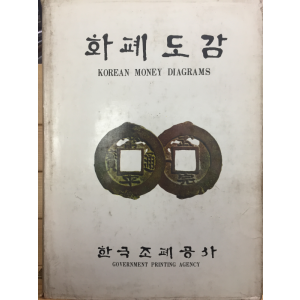 화폐도감
KOREAN MONEY DIAGRAMS
한국조폐공사
GOVERNMENT PRINTING AGENCY